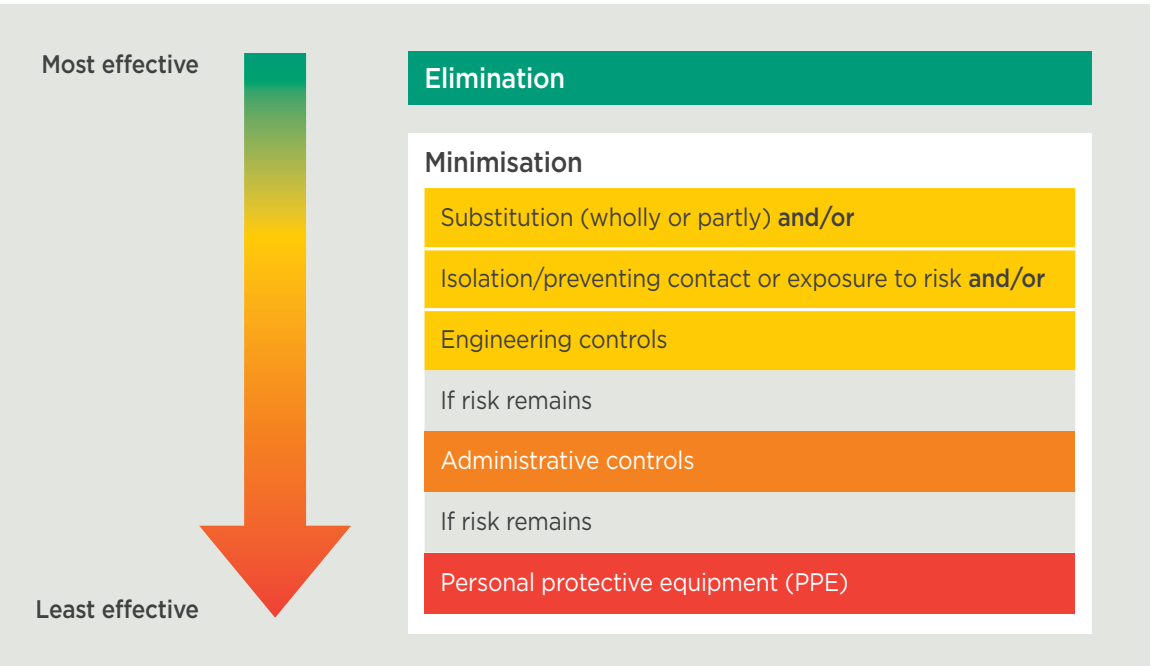 Most effective
Elimination
Minimisation
Substitution (wholly or partly) and/or
Isolation/preventing contact or exposure to risk and/or
Engineering controls
If risk remains
Administrative controls
If risk remains
Personal protective equipment (PPE)
Least effective